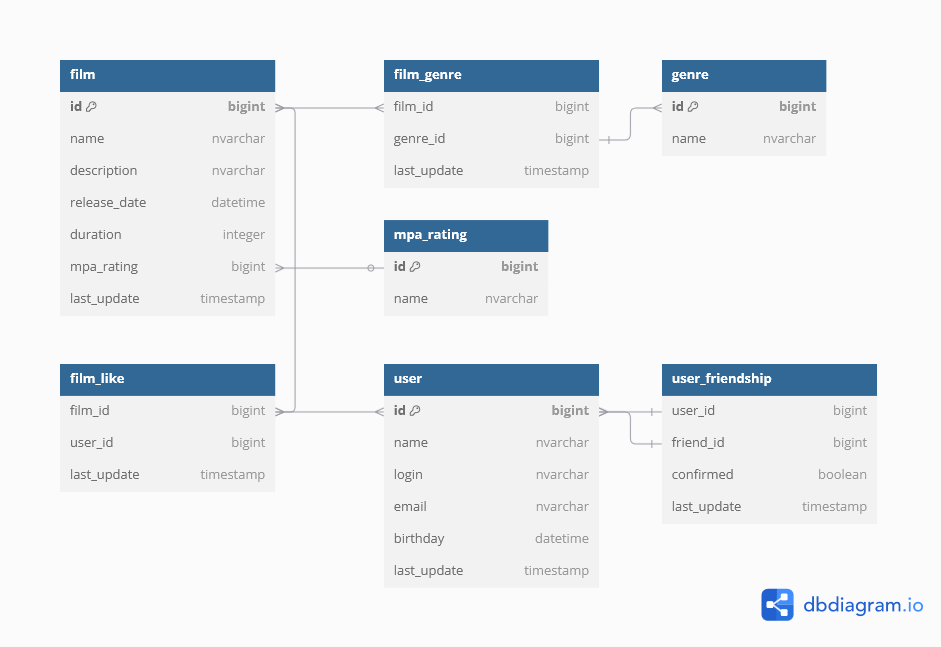 film
id bigint
name nvarchar
description nvarchar
release_date datetime
duration integer
mpa_rating bigint
last_update timestamp
film_genre
film_id bigint
genre_id bigint
last_update timestamp
genre
id bigint
name nvarchar
mpa_rating
id bigint
name nvarchar
film_like
film_id bigint
user_id bigint
last_update timestamp
user
id bigint
name nvarchar
login nvarchar
email nvarchar
birthday datetime
last_update timestamp
user_friendship
user_id bigint
friend_id bigint
confirmed boolean
last_update timestamp
dbdiagram.io